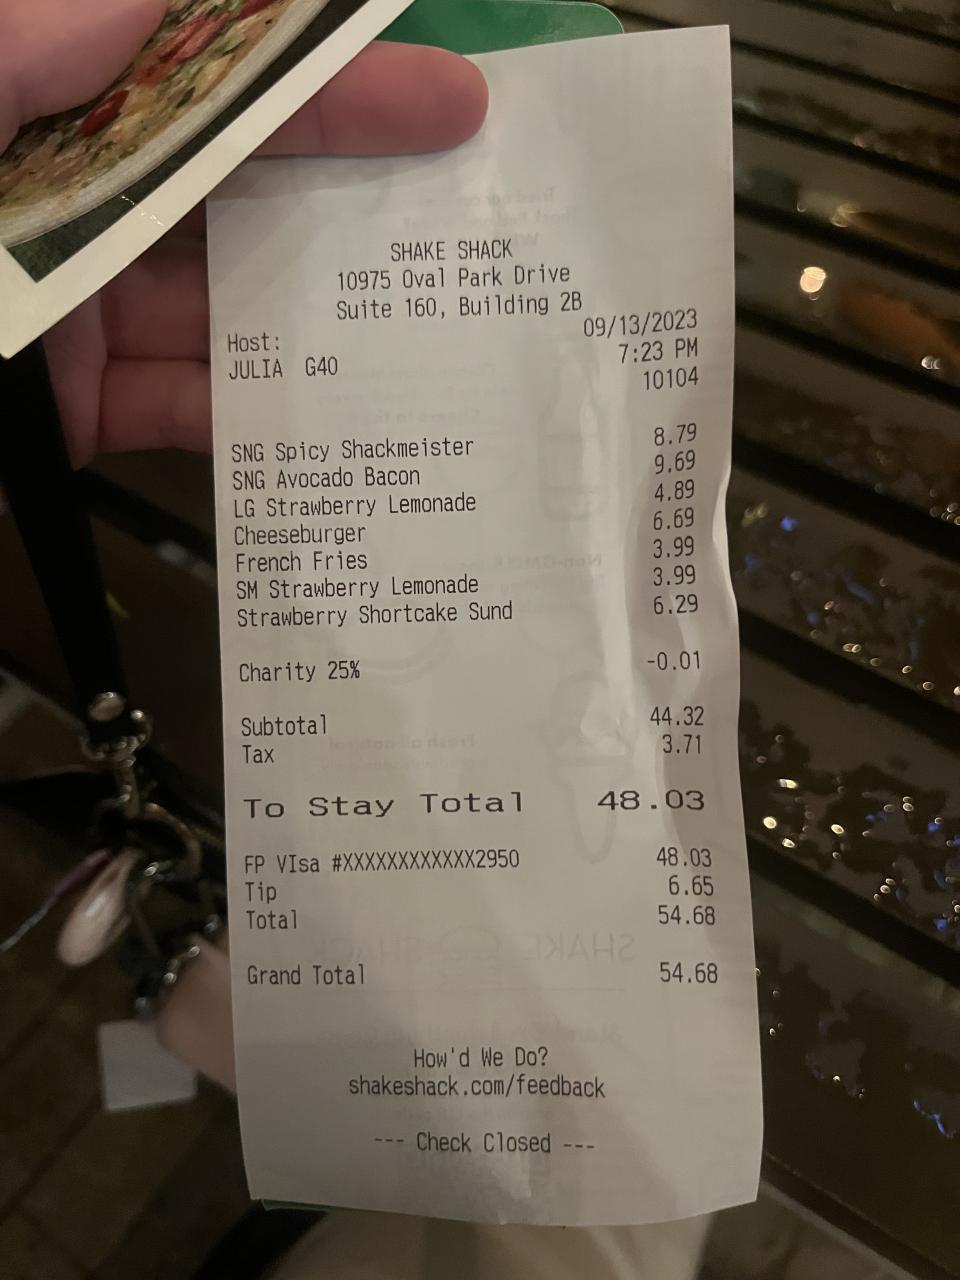 SHAKE SHACK
10975 Oval Park Drive
Suite 160, Building 2B
09/13/2023
Host: 7:23 PM
JULIA G40 10104
SNG Spicy Shackmeister 8.79
SNG Avocado Bacon 9.69
LG Strawberry Lemonade 4.89
Cheeseburger 6.69
French Fries 3.99
SM Strawberry Lemonade 3.99
Strawberry Shortcake Sund 6.29
Charity 25% -0.01
Subtotal 44.32
Tax 3.71
To Stay Total 48.03
FP VIsa #XXXXXXXXXXXX2950 48.03
Tip 6.65
Total 54.68
SHAKE SHACK
Grand Total 54.68
How'd We Do?
shakeshack.com/feedback
--- Check Closed ---